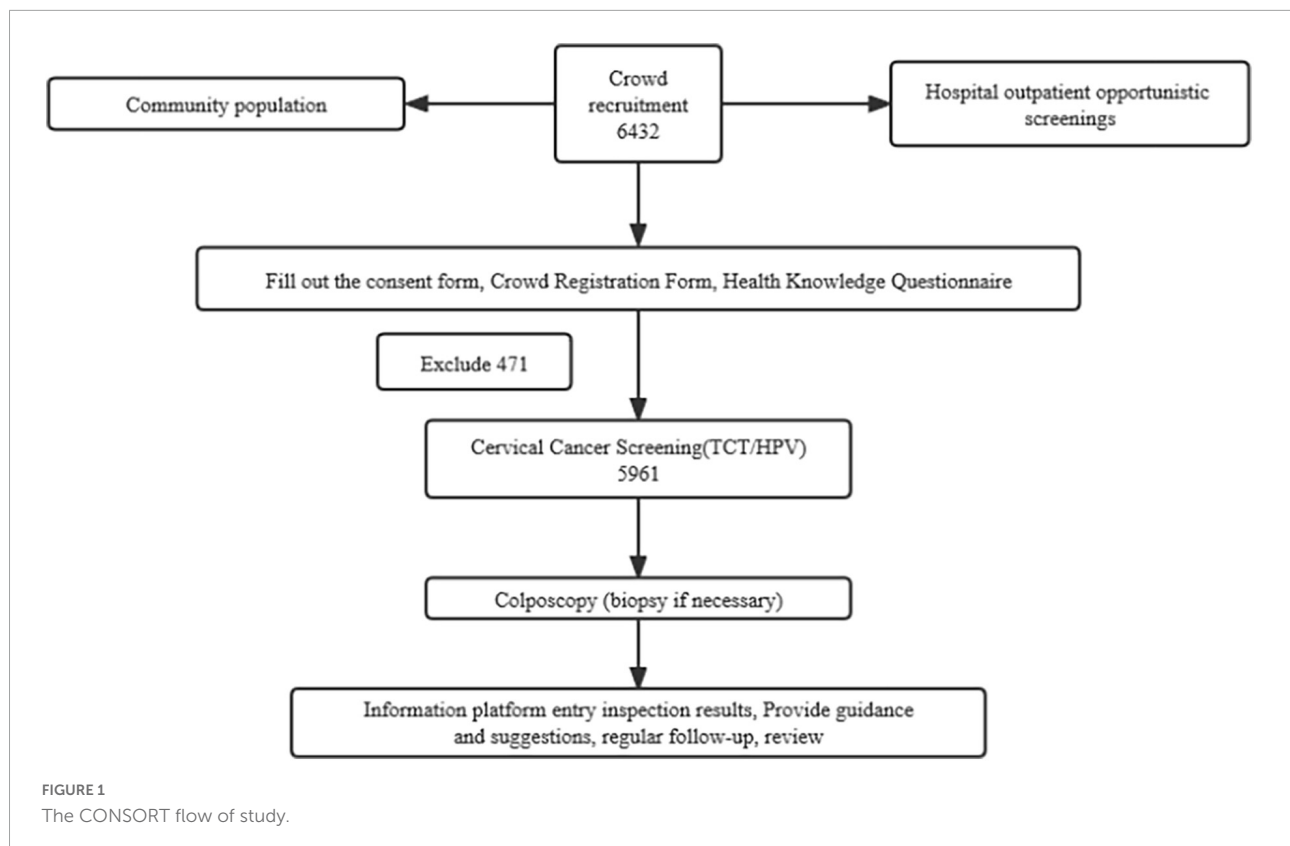 Community population
Crowd
recruitment
6432
Hospital outpatient opportunistic
screenings
Fill out the consent form, Crowd Registration Form, Health Knowledge Questionnaire
Exclude 471
Cervical Cancer Screening(TCT/HPV)
5961
Colposcopy (biopsy if necessary)
Information platform entry inspection results, Provide guidance
and suggestions, regular follow-up, review
FIGURE 1
The CONSORT flow of study.